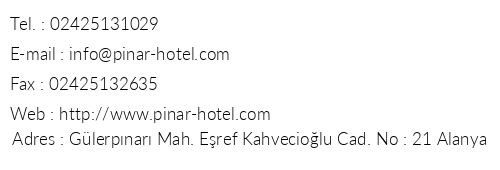 Tel. : 02425131029
E-mail : info@pinar-hotel.com
Fax : 02425132635
Web : http://www.pinar-hotel.com
Adres : Gülerpınarı Mah. Eşref Kahvecioğlu Cad. No : 21 Alanya